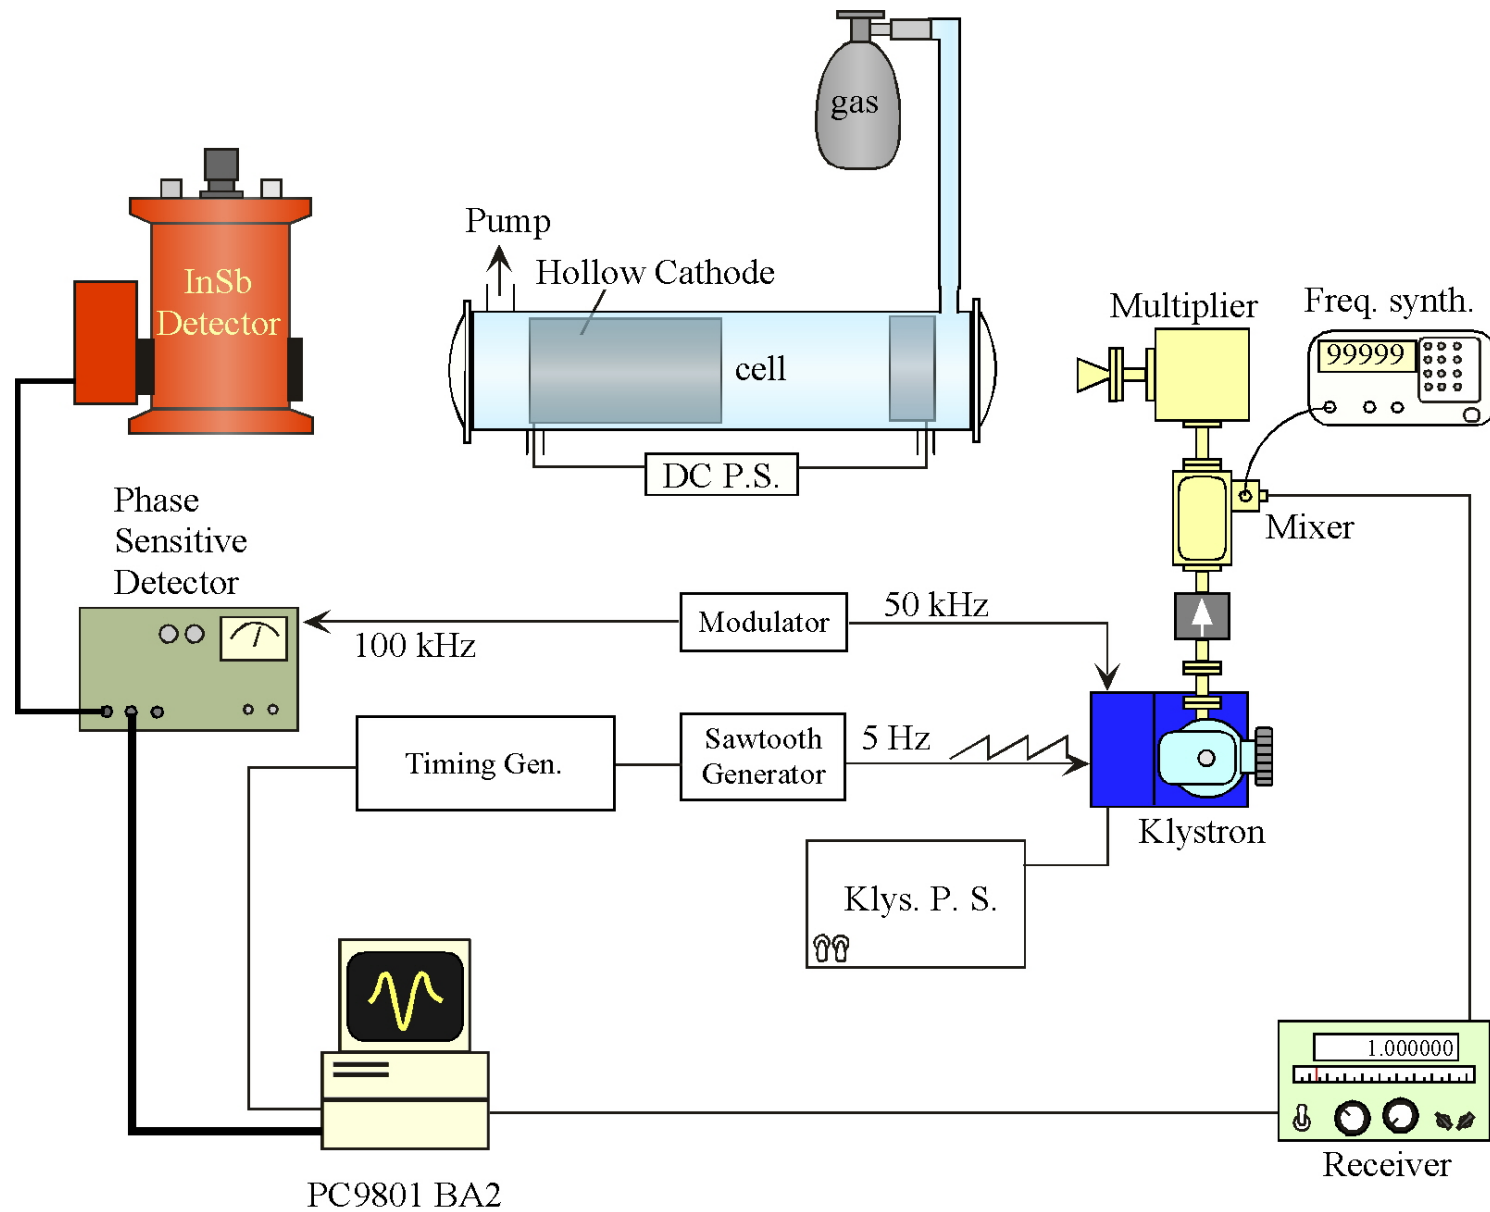 gas
Pump
Hollow Cathode
InSb
Detector
cell
Multiplier
Freq. synth.
99999
DC P.S.
Mixer
Phase
Sensitive
Detector
Modulator
50 kHz
100 kHz
Timing Gen.
Sawtooth
Generator
5 Hz
Klystron
Klys. P. S.
1.000000
Receiver
PC9801 BA2